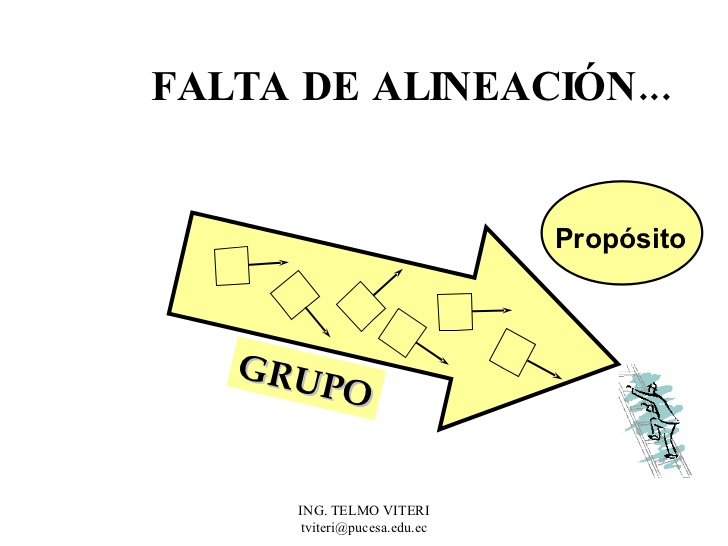 FALTA DE ALINEACIÓN...
Propósito
GRUPO
ING. TELMO VITERI
tviteri@pucesa.edu.ec